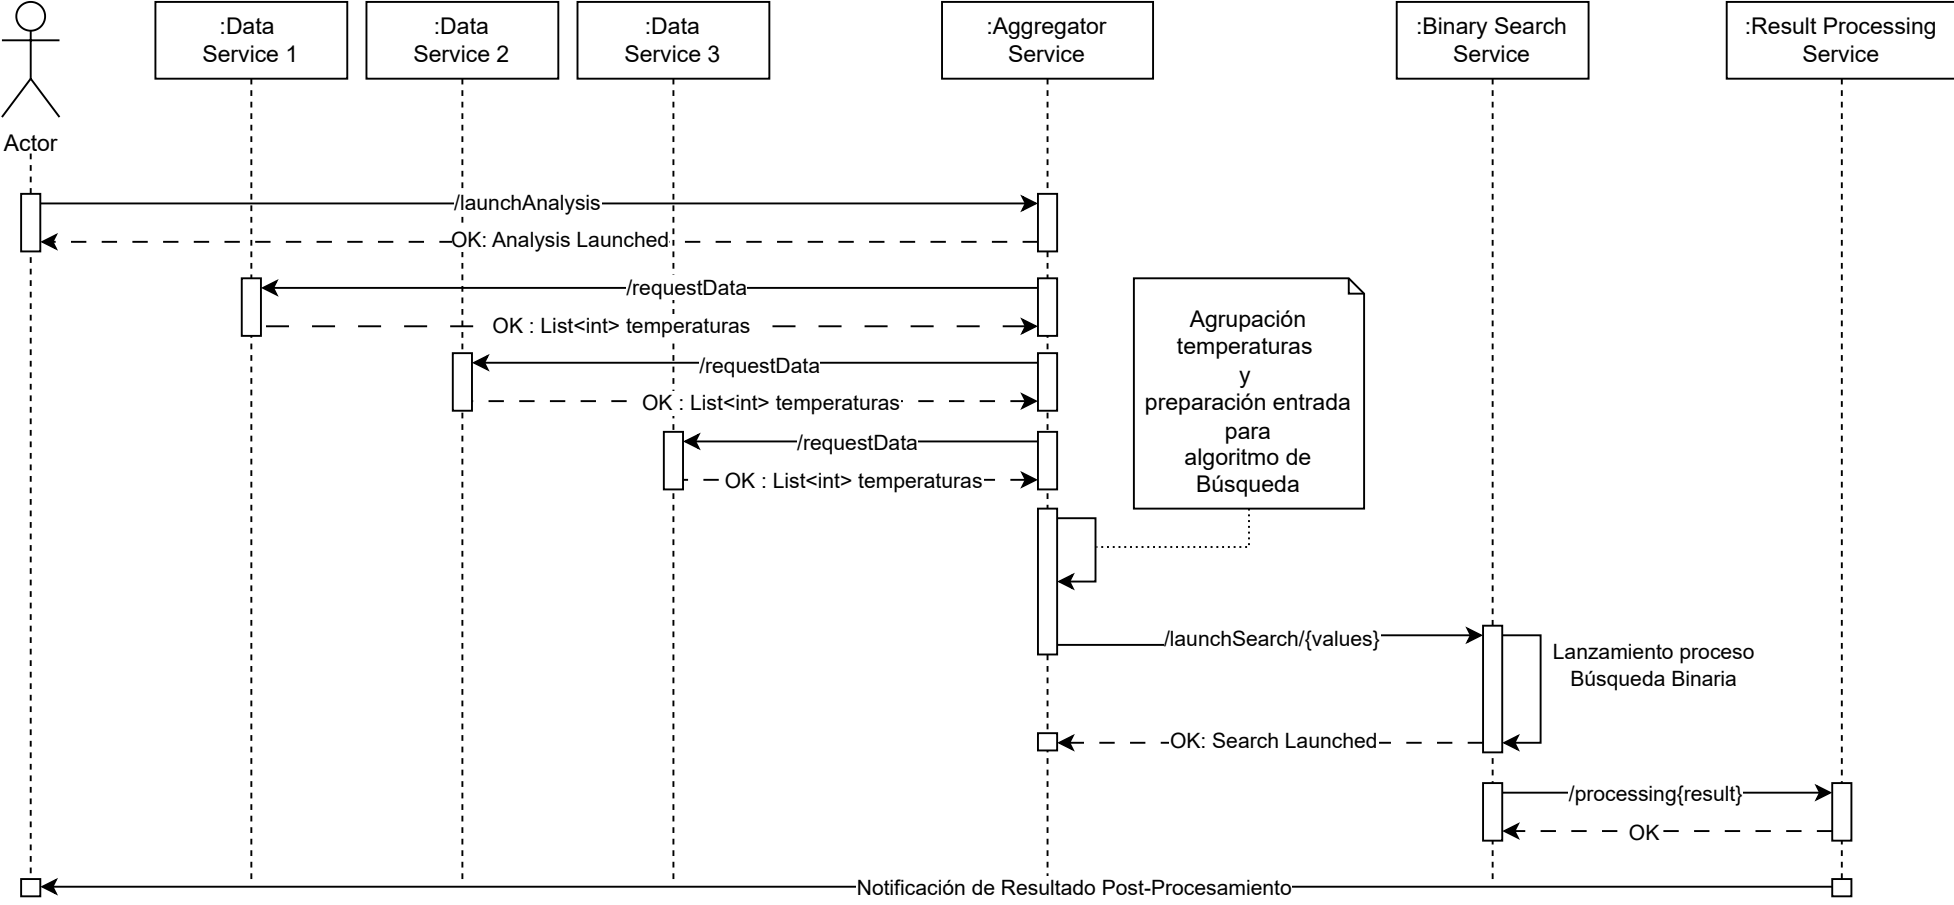 :Data
Service 1
:Data
Service 2
:Data
Service 3
:Aggregator
Service
:Binary Search
Service
:Result Processing
Service
Actor
/launchAnalysis
OK: Analysis Launched
/requestData
OK : List<int> temperaturas
/requestData
OK : List<int> temperaturas
/requestData
OK : List<int> temperaturas
Agrupación
temperaturas
y
preparación entrada
para
algoritmo de
Búsqueda
/launchSearch/{values}
Lanzamiento proceso
Búsqueda Binaria
OK: Search Launched
/processing{result}
OK
Notificación de Resultado Post-Procesamiento